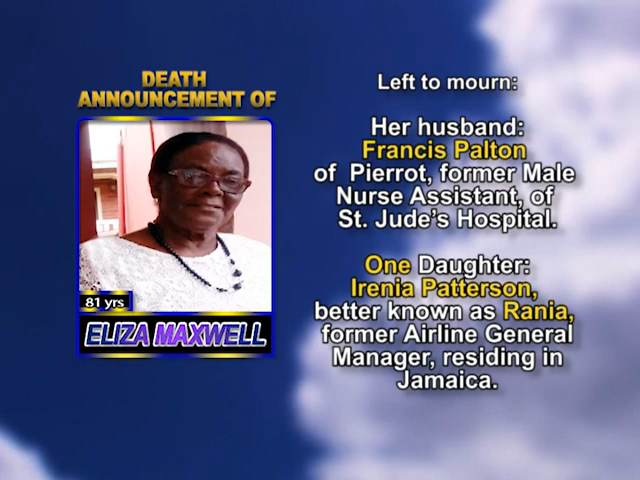 DEATH
ANNOUNCEMENT OF
81 yrs
ELIZA MAXWELL
Left to mourn:
Her husband:
Francis Palton
of Pierrot, former Male
Nurse Assistant, of
St. Jude's Hospital.
One Daughter:
Irenia Patterson,
better known as Rania,
former Airline General
Manager, residing in
Jamaica.